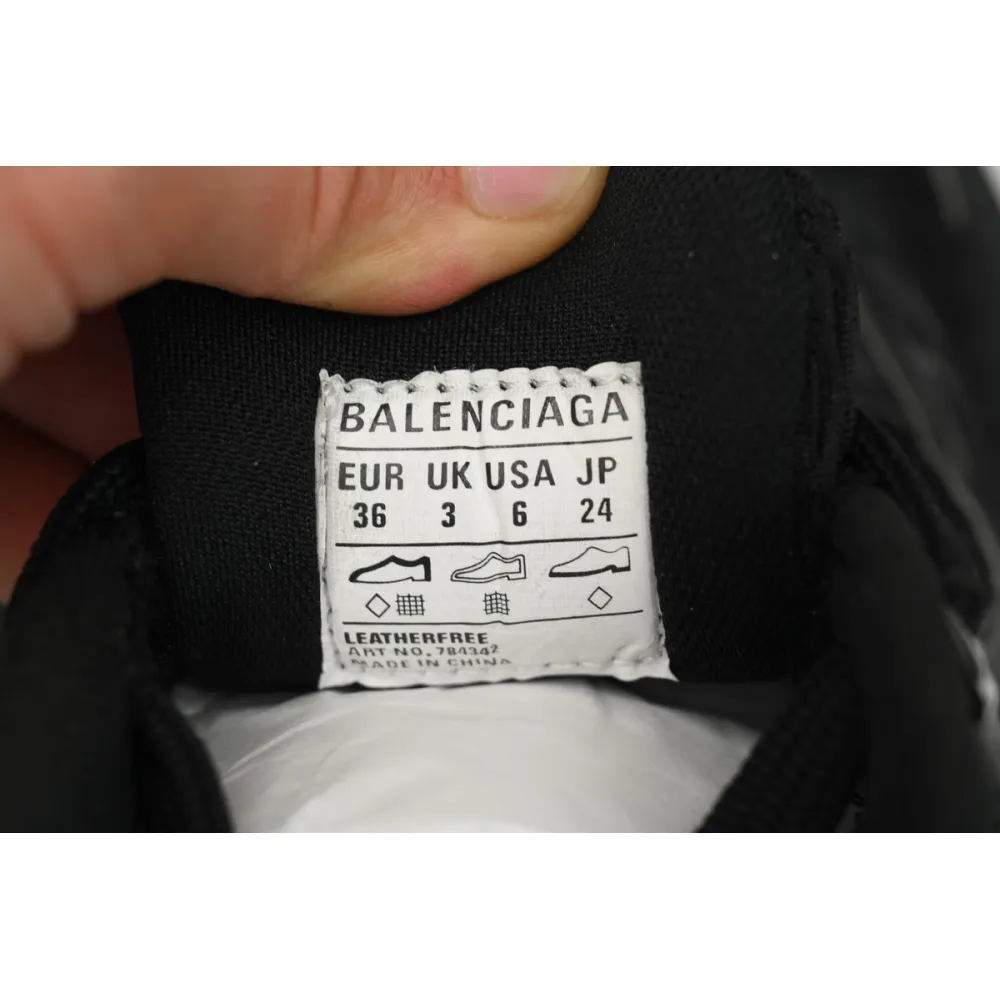 BALENCIAGA
EUR UK USA JP
36 3 6 24
LEATHERFREE
ART NO. 784342
MADE IN CHINA